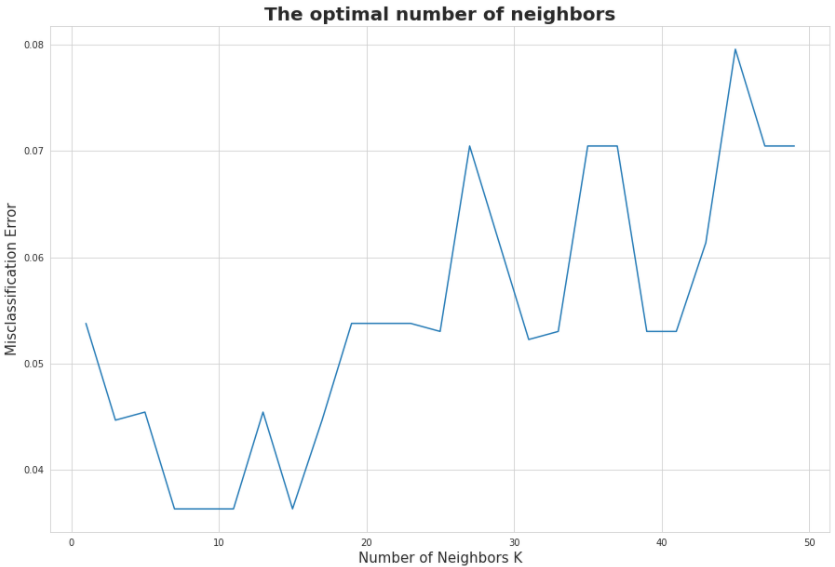 The optimal number of neighbors
0.08
0.07
0.06
0.05
0.04
Misclassification Error
0 10 20 30 40 50
Number of Neighbors K